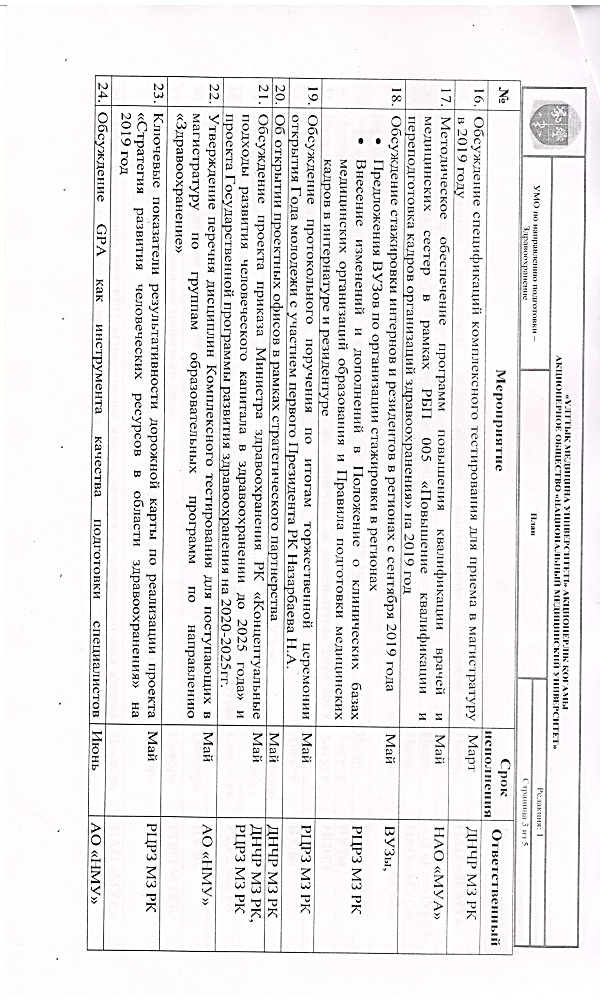 «ҰЛТТЫҚ МЕДИЦИНА УНИВЕРСИТЕТІ» АКЦИОНЕРЛІК ҚОҒАМЫ
АКЦИОНЕРНОЕ ОБЩЕСТВО «НАЦИОНАЛЬНЫЙ МЕДИЦИНСКИЙ УНИВЕРСИТЕТ»
УМО по направлению подготовки – Здравоохранение
План
Редакция: 1
Страница 3 из 5
№ Мероприятие Срок исполнения Ответственный
16. Обсуждение спецификаций комплексного тестирования для приема в магистратуру Март ДНЧР МЗ РК
в 2019 году
17. Методическое обеспечение программ повышения квалификации врачей и Май НАО «МУА»
медицинских сестер в рамках РБП 005 «Повышение квалификации и
переподготовка кадров организаций здравоохранения» на 2019 год
18. Обсуждение стажировки интернов и резидентов в регионах с сентября 2019 года Май ВУЗы,
• Предложения ВУЗов по организации стажировки в регионах
• Внесение изменений и дополнений в Положение о клинических базах РЦРЗ МЗ РК
медицинских организаций образования и Правила подготовки медицинских
кадров в интернатуре и резидентуре
19. Обсуждение протокольного поручения по итогам торжественной церемонии Май РЦРЗ МЗ РК
открытия Года молодежи с участием первого Президента РК Назарбаева Н.А.
20. Об открытии проектных офисов в рамках стратегического партнерства Май ДНЧР МЗ РК
21. Обсуждение проекта приказа Министра здравоохранения РК «Концептуальные Май ДНЧР МЗ РК,
подходы развития человеческого капитала в здравоохранении до 2025 года» и РЦРЗ МЗ РК
проекта Государственной программы развития здравоохранения на 2020-2025гг.
22. Утверждение перечня дисциплин Комплексного тестирования для поступающих в Май АО «НМУ»
магистратуру по группам образовательных программ по направлению
«Здравоохранение»
23. Ключевые показатели результативности дорожной карты по реализации проекта Май РЦРЗ МЗ РК
«Стратегия развития человеческих ресурсов в области здравоохранения» на
2019 год
24. Обсуждение GPA как инструмента качества подготовки специалистов Июнь АО «НМУ»